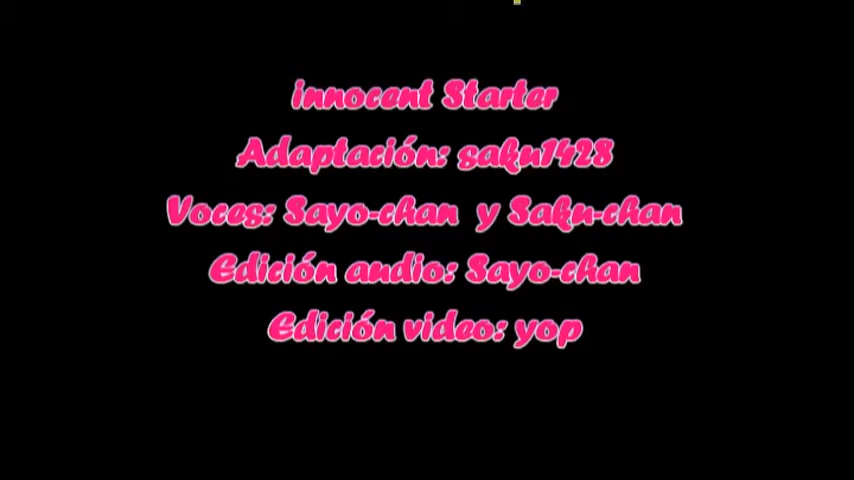 innocent Starter
Adaptación: saku1428
Voces: Sayo-chan y Saku-chan
Edición audio: Sayo-chan
Edición video: yop